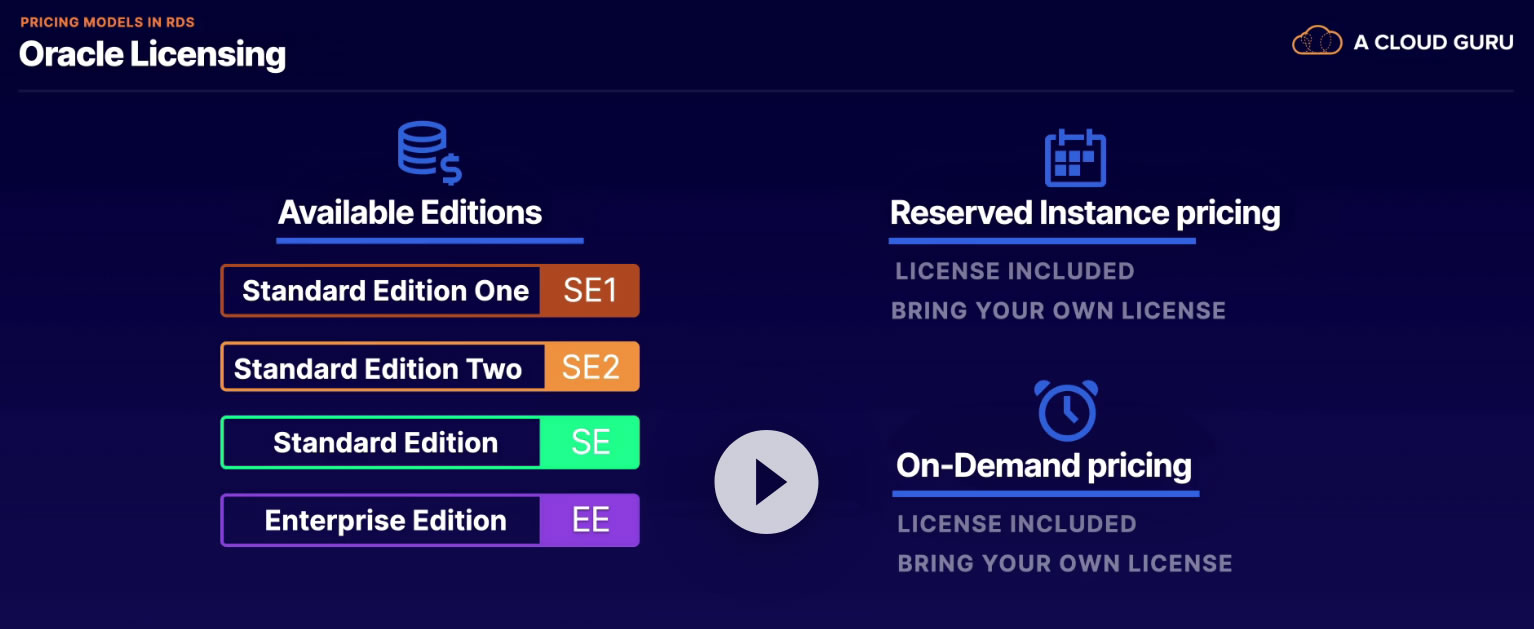 PRICING MODELS IN RDS
Oracle Licensing
A CLOUD GURU
Available Editions
Standard Edition One SE1
Standard Edition Two SE2
Standard Edition SE
Enterprise Edition EE
Reserved Instance pricing
LICENSE INCLUDED
BRING YOUR OWN LICENSE
On-Demand pricing
LICENSE INCLUDED
BRING YOUR OWN LICENSE